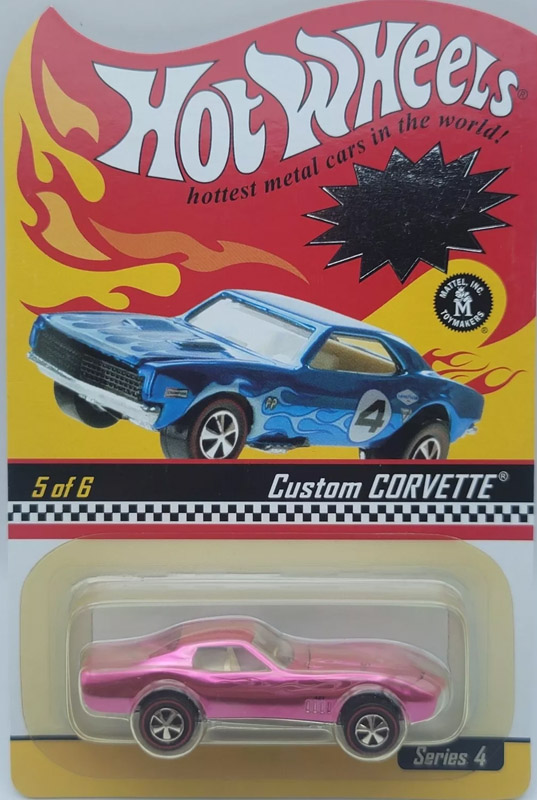 Hot Wheels®
hottest metal cars in the world!
MATTEL, INC.
M
TOYMAKERS
®
4
5 of 6
Custom CORVETTE®
Series 4